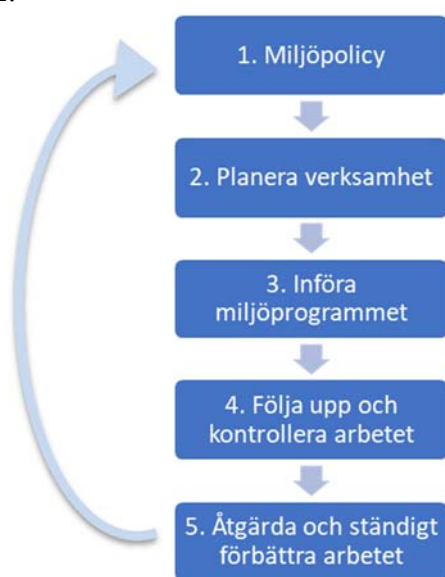 1. Miljöpolicy
2. Planera verksamhet
3. Införa
miljöprogrammet
4. Följa upp och
kontrollera arbetet
5. Åtgärda och ständigt
förbättra arbetet